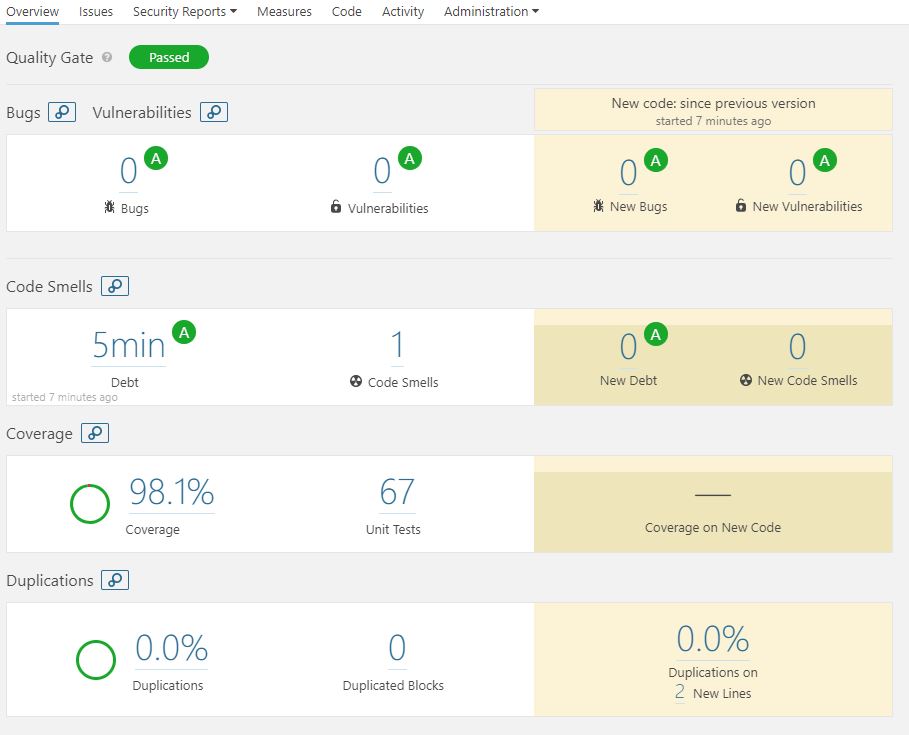 Overview Issues Security Reports Measures Code Activity Administration
Quality Gate ? Passed
Bugs Vulnerabilities
New code: since previous version
started 7 minutes ago
0 A 0 A 0 A 0 A
Bugs Vulnerabilities New Bugs New Vulnerabilities
Code Smells
5min A 1 0 A 0
Debt Code Smells New Debt New Code Smells
started 7 minutes ago
Coverage
98.1% 67 —
Coverage Unit Tests Coverage on New Code
Duplications
0.0% 0 0.0%
Duplications Duplicated Blocks Duplications on
2 New Lines